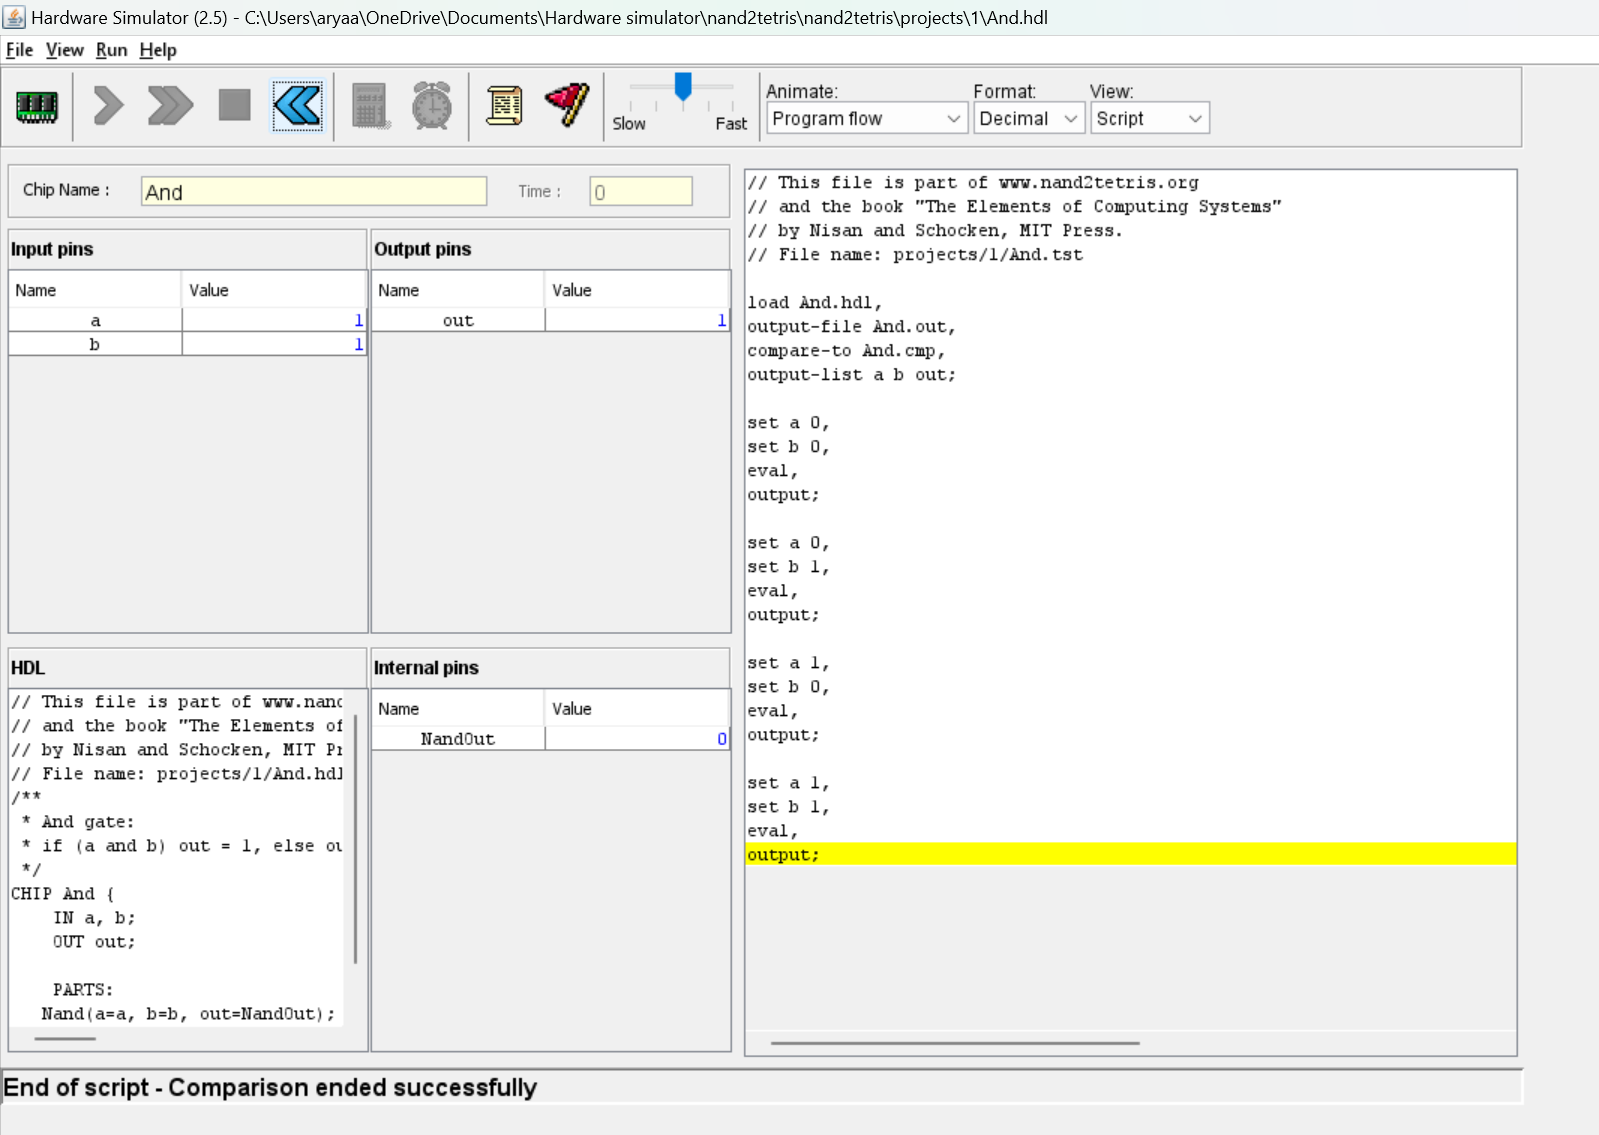 Hardware Simulator (2.5) - C:\Users\aryaa\OneDrive\Documents\Hardware simulator\nand2tetris\nand2tetris\projects\1\And.hdl
File View Run Help
Slow Fast
Animate:
Program flow
Format:
Decimal
View:
Script
Chip Name :
And
Time :
0
Input pins
Name Value
a 1
b 1
Output pins
Name Value
out 1
HDL
// This file is part of www.nand
// and the book "The Elements of
// by Nisan and Schocken, MIT Pr
// File name: projects/1/And.hdl
/**
* And gate:
* if (a and b) out = 1, else ou
*/
CHIP And {
IN a, b;
OUT out;
PARTS:
Nand(a=a, b=b, out=NandOut);
Internal pins
Name Value
NandOut 0
// This file is part of www.nand2tetris.org
// and the book "The Elements of Computing Systems"
// by Nisan and Schocken, MIT Press.
// File name: projects/1/And.tst
load And.hdl,
output-file And.out,
compare-to And.cmp,
output-list a b out;
set a 0,
set b 0,
eval,
output;
set a 0,
set b 1,
eval,
output;
set a 1,
set b 0,
eval,
output;
set a 1,
set b 1,
eval,
output;
End of script - Comparison ended successfully